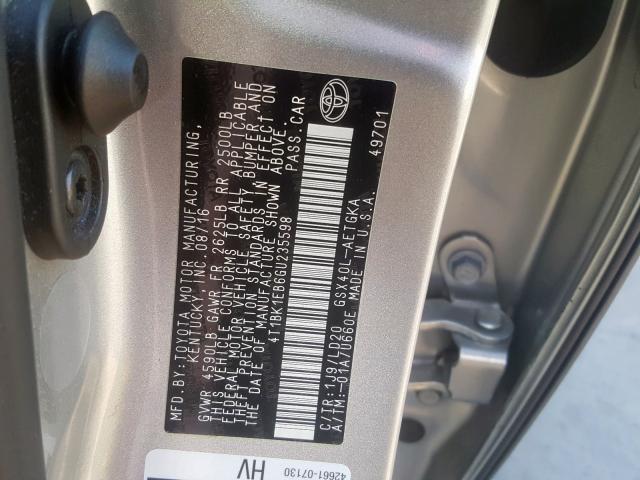 MFD.BY:TOYOTA MOTOR MANUFACTURING,
KENTUCKY, INC. 08/16
GVWR 4590LB GAWR FR 2625LB RR 2500LB
THIS VEHICLE CONFORMS TO ALL APPLICABLE
FEDERAL MOTOR VEHICLE SAFETY, BUMPER,AND
THEFT PREVENTION STANDARDS IN EFFECT ON
THE DATE OF MANUFACTURE SHOWN ABOVE.
4T1BK1EB6GU235598 PASS.CAR
C/TR:1J9/LD20 GSX40L-AETGKA
A/TM:-01A/U660E MADE IN U.S.A. 49701
42661-07130
HV